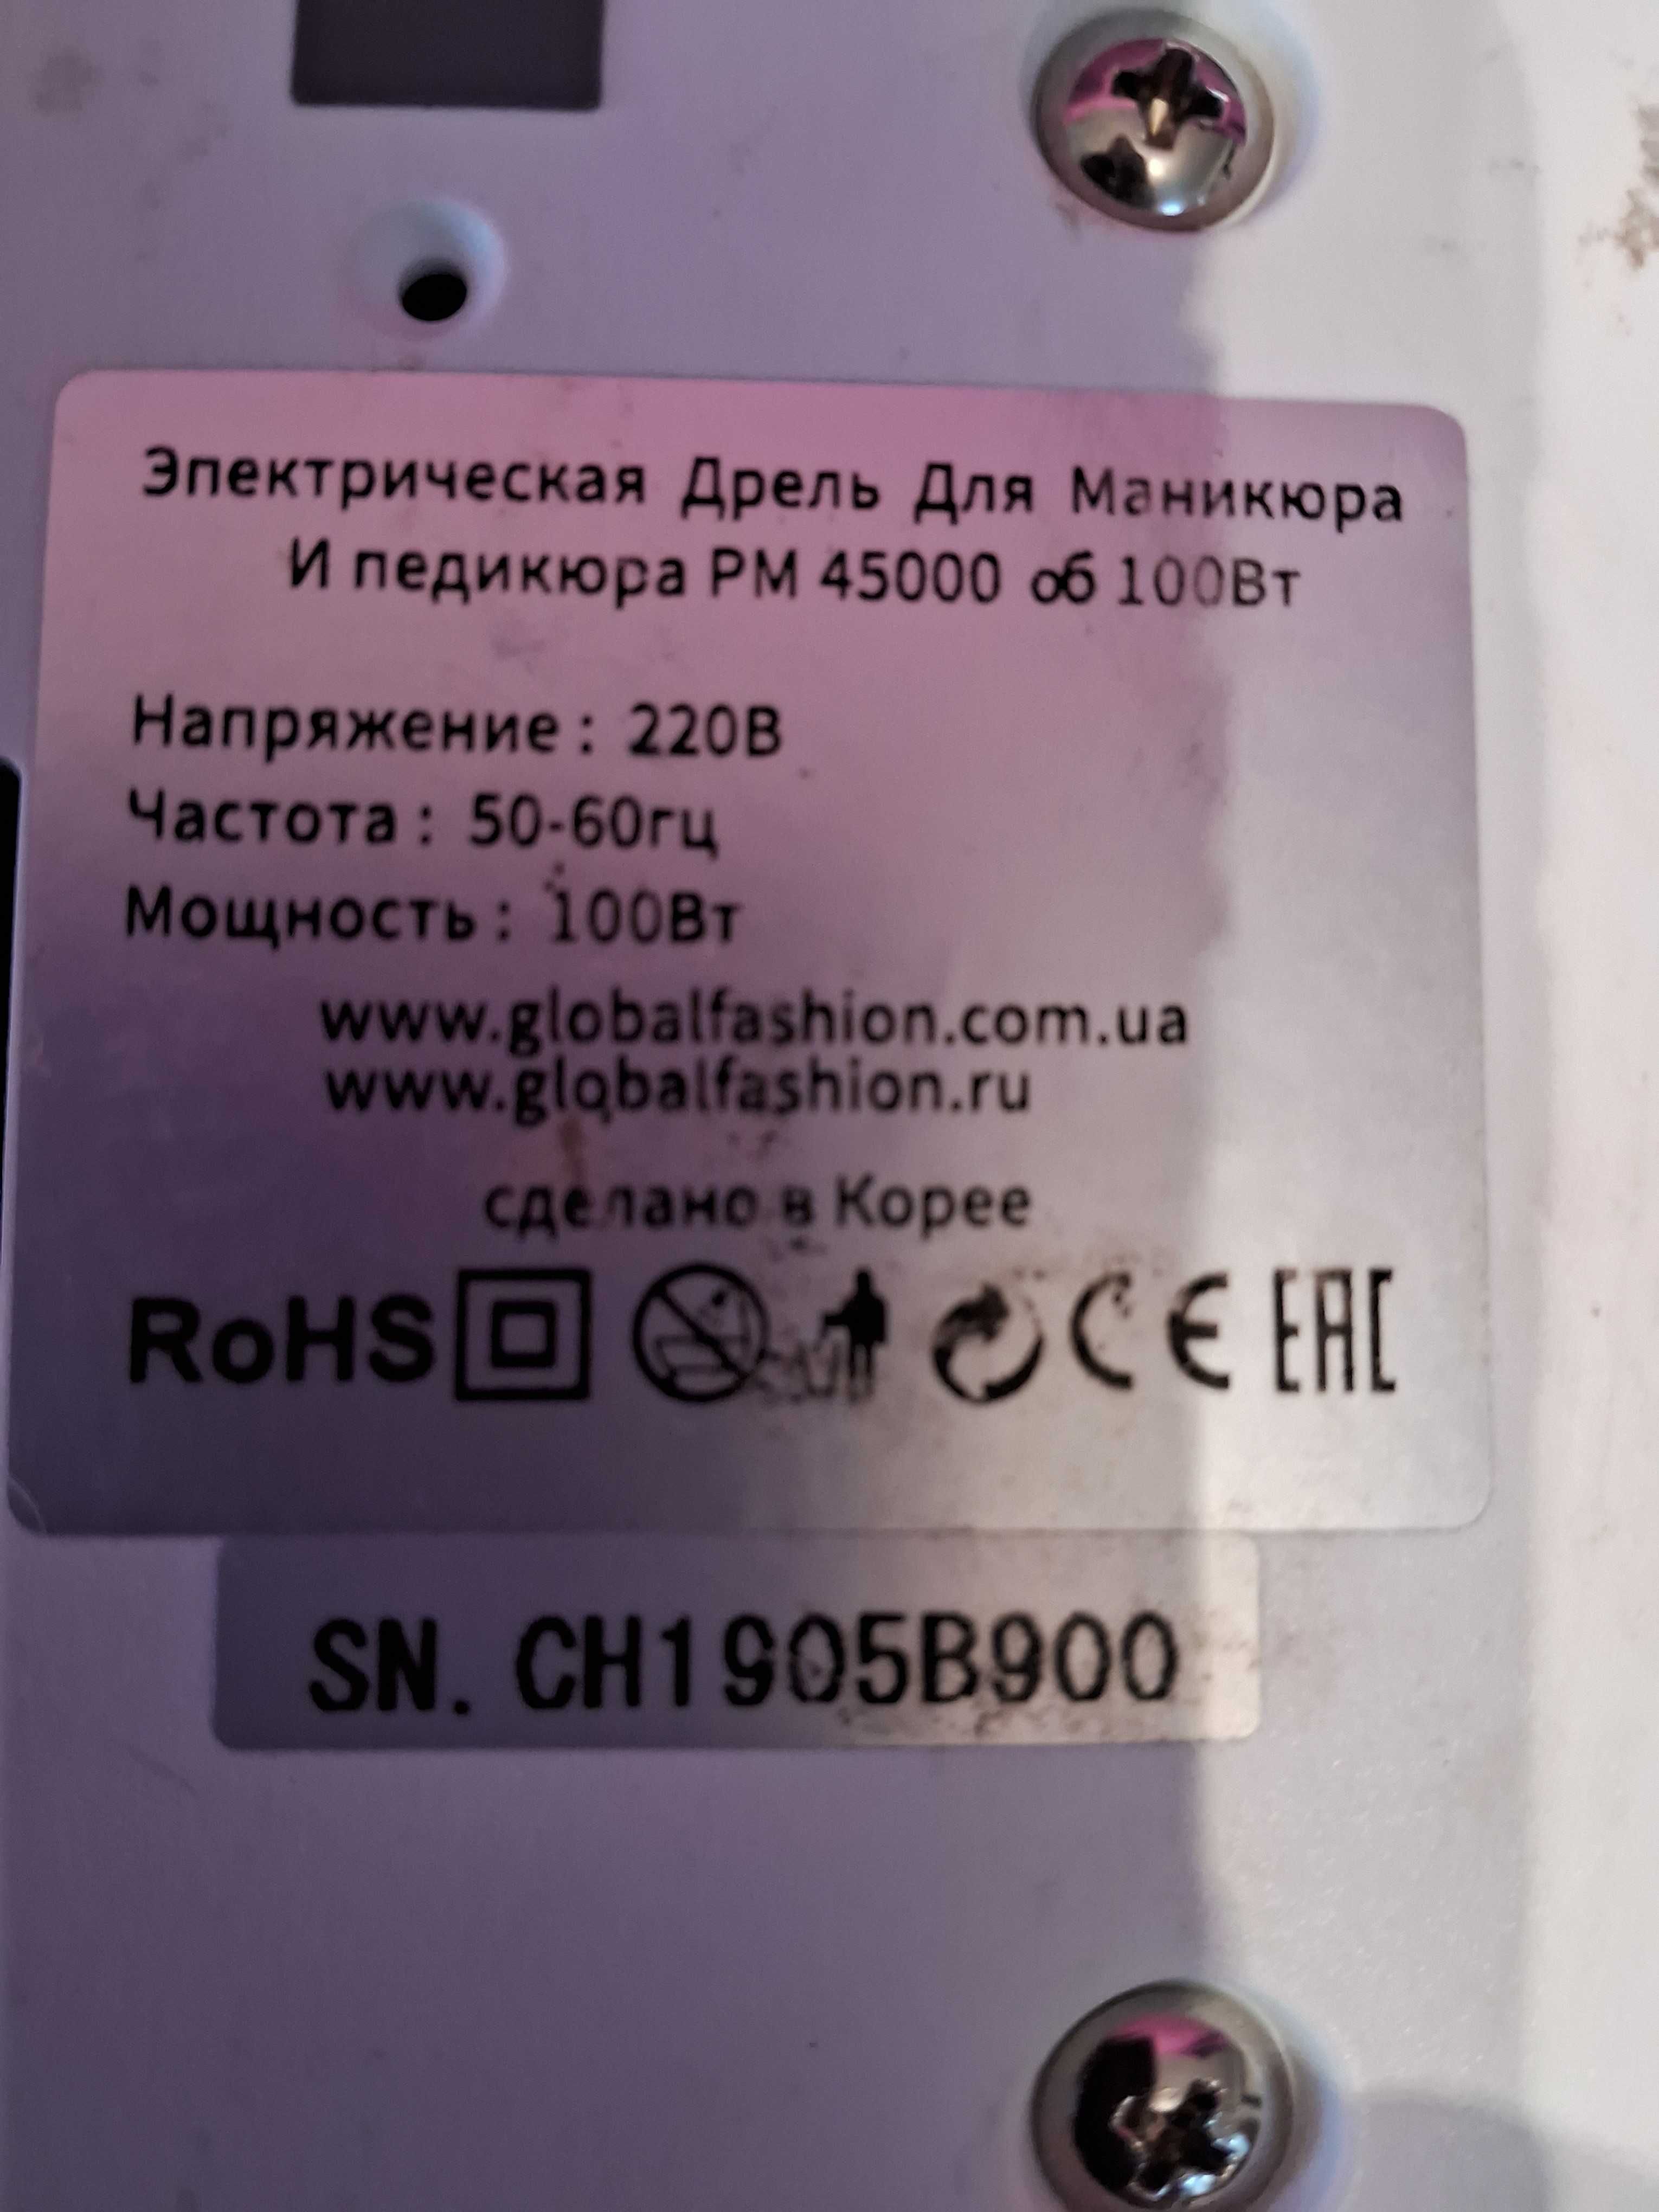 Эпектрическая Дрель Для Маникюра
И педикюра РМ 45000 об 100Вт
Напряжение : 220В
Частота : 50-60гц
Мощность : 100Вт
www.globalfashion.com.ua
www.globalfashion.ru
сделано в Корее
RoHS CE EAC
SN. CH1905B900